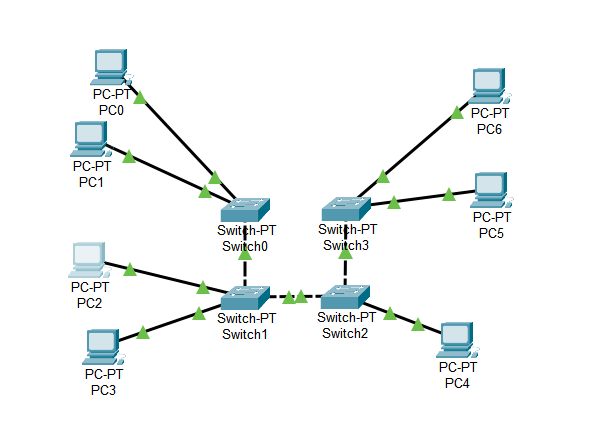 PC-PT
PC0
PC-PT
PC6
PC-PT
PC1
PC-PT
PC5
Switch-PT
Switch0
Switch-PT
Switch3
PC-PT
PC2
Switch-PT
Switch1
Switch-PT
Switch2
PC-PT
PC3
PC-PT
PC4